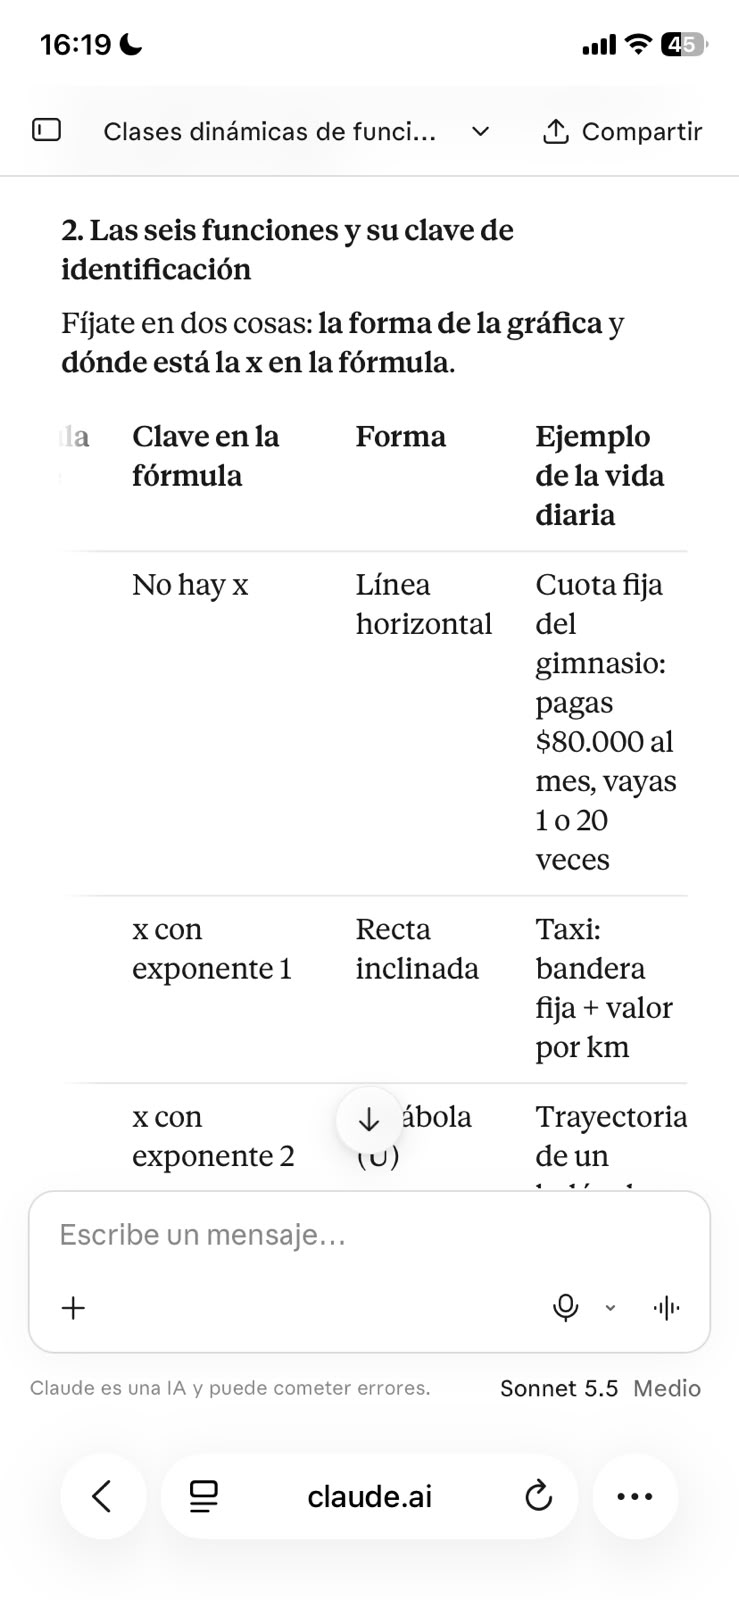 16:19
45
Clases dinámicas de funci...
Compartir
2. Las seis funciones y su clave de
identificación
Fíjate en dos cosas: la forma de la gráfica y
dónde está la x en la fórmula.
la
Clave en la
fórmula
Forma
Ejemplo
de la vida
diaria
No hay x
Línea
horizontal
Cuota fija
del
gimnasio:
pagas
$80.000 al
mes, vayas
1 o 20
veces
x con
exponente 1
Recta
inclinada
Taxi:
bandera
fija + valor
por km
x con
exponente 2
ábola
(U)
Trayectoria
de un
Escribe un mensaje...
Claude es una IA y puede cometer errores.
Sonnet 5.5 Medio
claude.ai